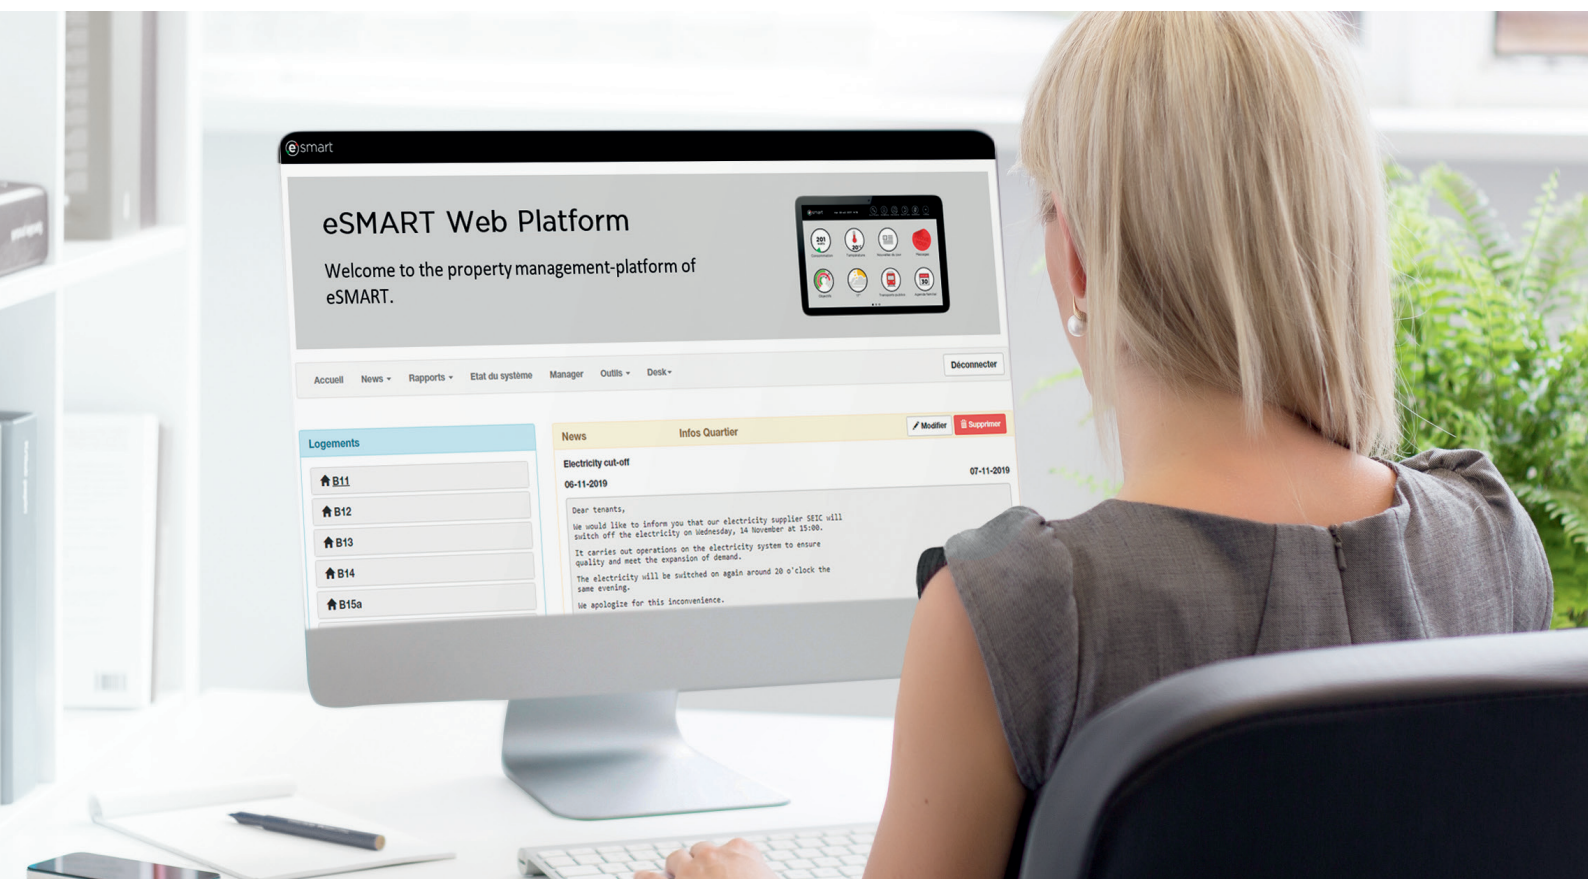 esmart
eSMART Web Platform
Welcome to the property management-platform of
eSMART.
201
20°
30
Accueil News Rapports Etat du système Manager Outils Desk
Déconnecter
Logements
B11
B12
B13
B14
B15a
News Infos Quartier
Modifier Supprimer
Electricity cut-off
06-11-2019 07-11-2019
Dear tenants,
We would like to inform you that our electricity supplier SEIC will
switch off the electricity on Wednesday, 14 November at 15:00.
It carries out operations on the electricity system to ensure
quality and meet the expansion of demand.
The electricity will be switched on again around 20 o'clock the
same evening.
We apologize for this inconvenience.